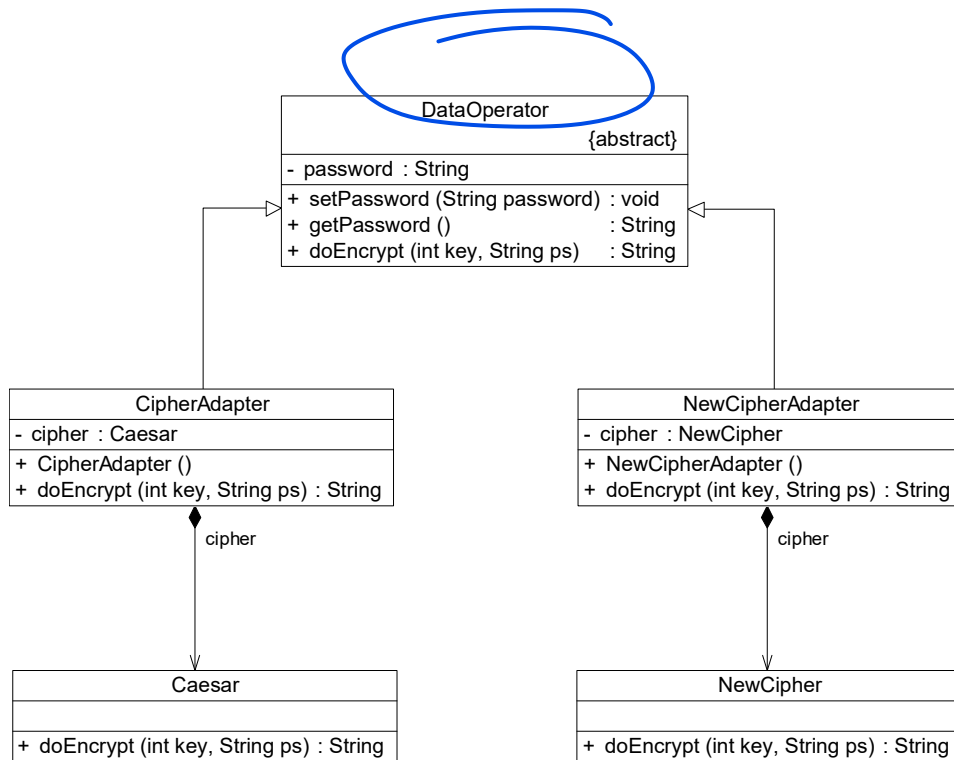 DataOperator
{abstract}
- password : String
+ setPassword (String password) : void
+ getPassword () : String
+ doEncrypt (int key, String ps) : String
CipherAdapter
- cipher : Caesar
+ CipherAdapter ()
+ doEncrypt (int key, String ps) : String
NewCipherAdapter
- cipher : NewCipher
+ NewCipherAdapter ()
+ doEncrypt (int key, String ps) : String
cipher
cipher
Caesar
+ doEncrypt (int key, String ps) : String
NewCipher
+ doEncrypt (int key, String ps) : String